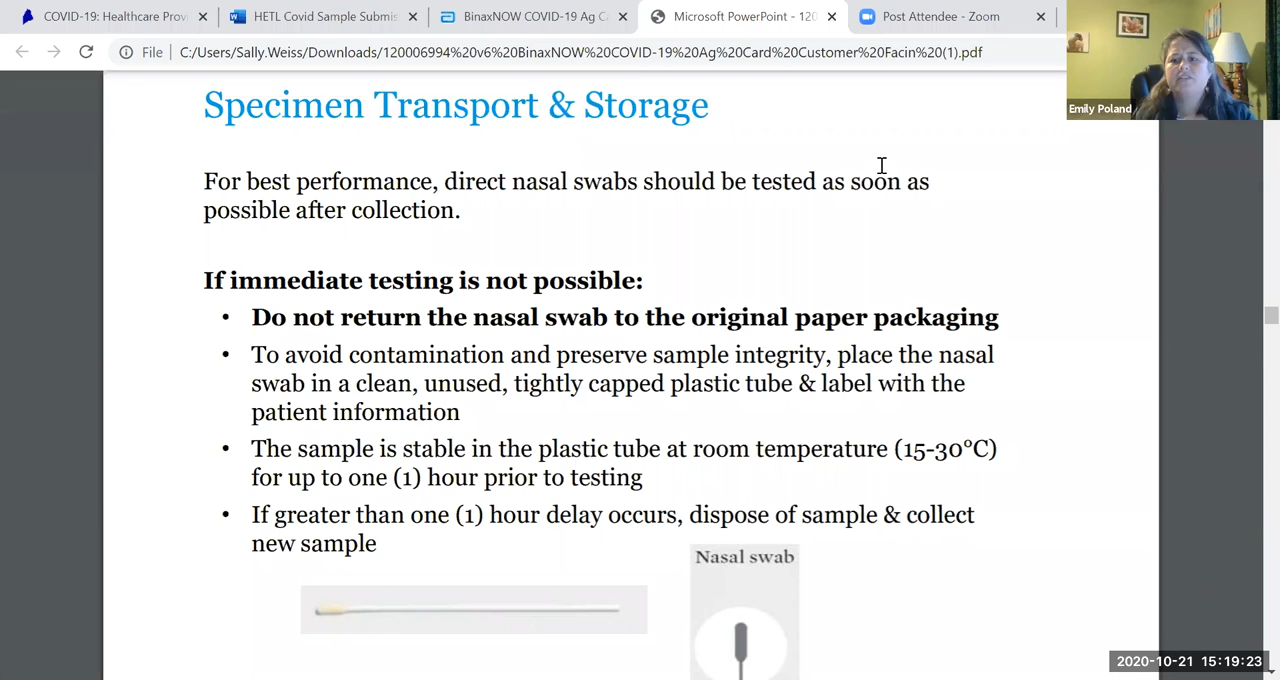 COVID-19: Healthcare Prov
HETL Covid Sample Submis
BinaxNOW COVID-19 Ag C
Microsoft PowerPoint - 120
Post Attendee - Zoom
File
C:/Users/Sally.Weiss/Downloads/120006994%20v6%20BinaxNOW%20COVID-19%20Ag%20Card%20Customer%20Facin%20(1).pdf
Emily Poland
Specimen Transport & Storage
For best performance, direct nasal swabs should be tested as soon as
possible after collection.
If immediate testing is not possible:
• Do not return the nasal swab to the original paper packaging
• To avoid contamination and preserve sample integrity, place the nasal
swab in a clean, unused, tightly capped plastic tube & label with the
patient information
• The sample is stable in the plastic tube at room temperature (15-30°C)
for up to one (1) hour prior to testing
• If greater than one (1) hour delay occurs, dispose of sample & collect
new sample
Nasal swab
2020-10-21 15:19:23